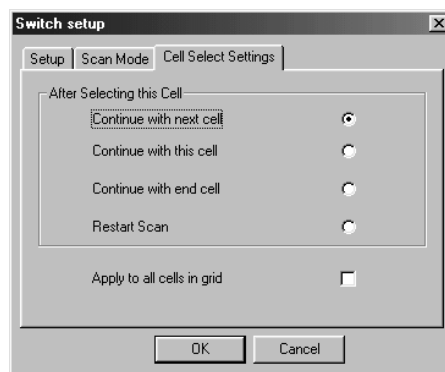 Switch setup
Setup Scan Mode Cell Select Settings
After Selecting this Cell
Continue with next cell
Continue with this cell
Continue with end cell
Restart Scan
Apply to all cells in grid
OK Cancel